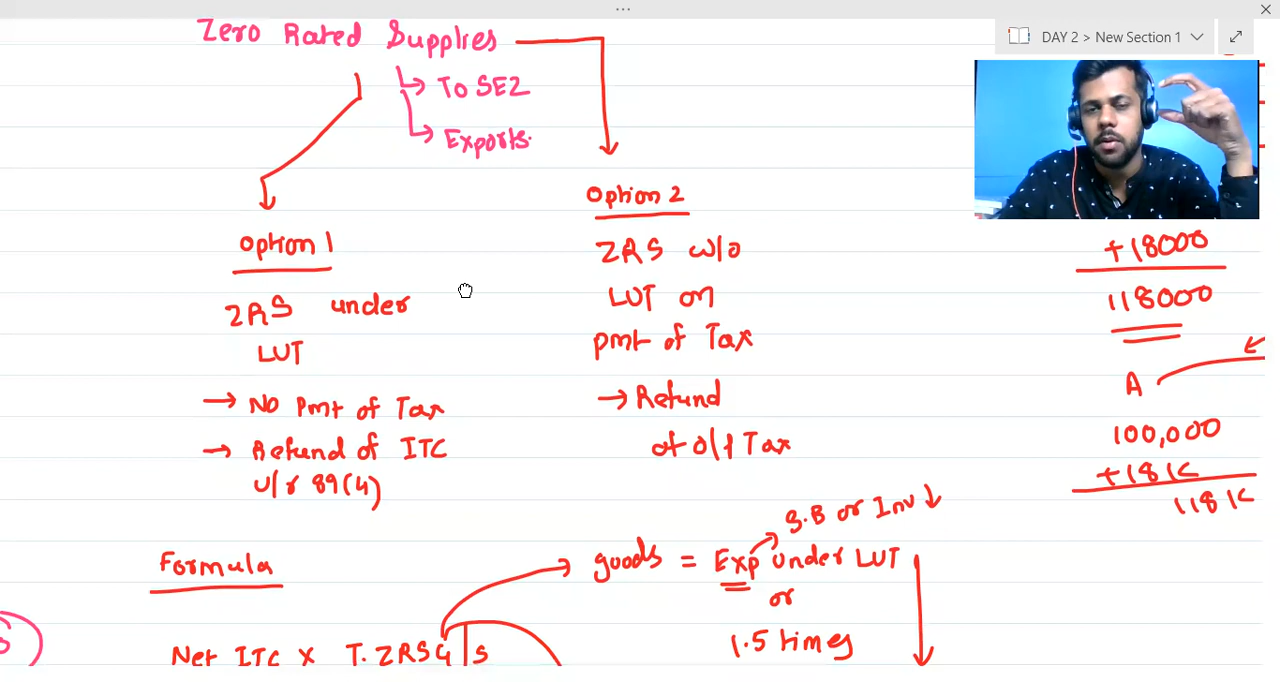 DAY 2 > New Section 1
Zero Rated Supplies
→ To SEZ
→ Exports.
Option 1
ZRS under
LUT
→ No Pmt of Tax
→ Refund of ITC
u/r 89(4)
Option 2
ZRS w/o
LUT on
pmt of Tax
→ Refund
of o/p Tax
+18000
118000
A
100,000
+18K
118K
Formula
S.B or Inv ↓
goods = Exp under LUT
or
1.5 times
Net ITC x T. ZRS G|S